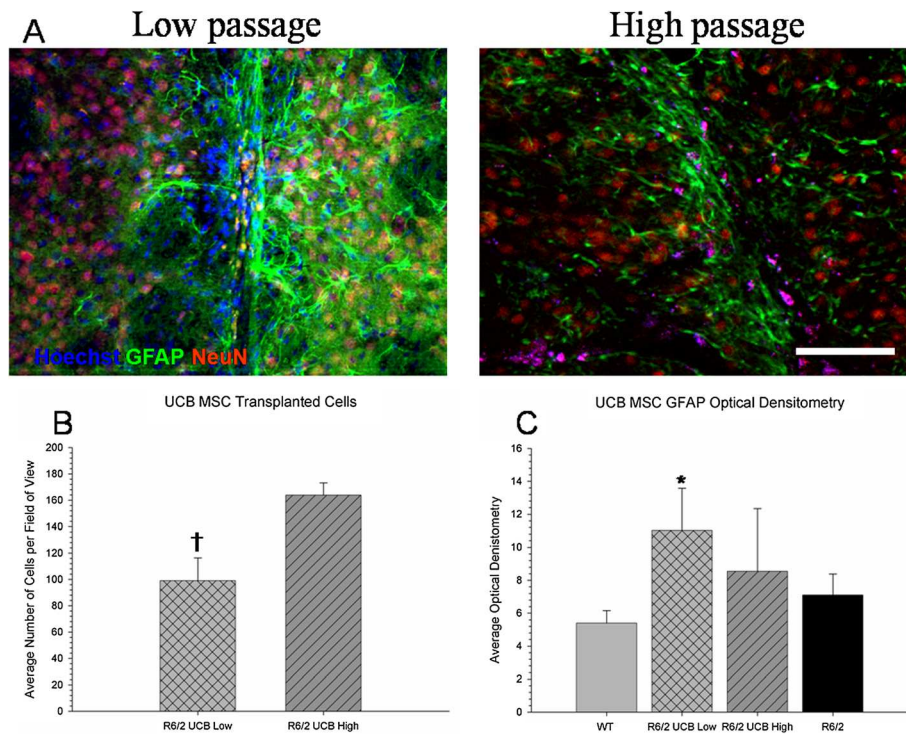 A
Low passage
High passage
Hoechst GFAP NeuN
UCB MSC Transplanted Cells
B
Average Number of Cells per Field of View
200
180
160
140
120
100
80
60
40
20
0
†
R6/2 UCB Low
R6/2 UCB High
UCB MSC GFAP Optical Densitometry
C
Average Optical Denistometry
16
14
12
10
8
6
4
2
0
*
WT
R6/2 UCB Low
R6/2 UCB High
R6/2